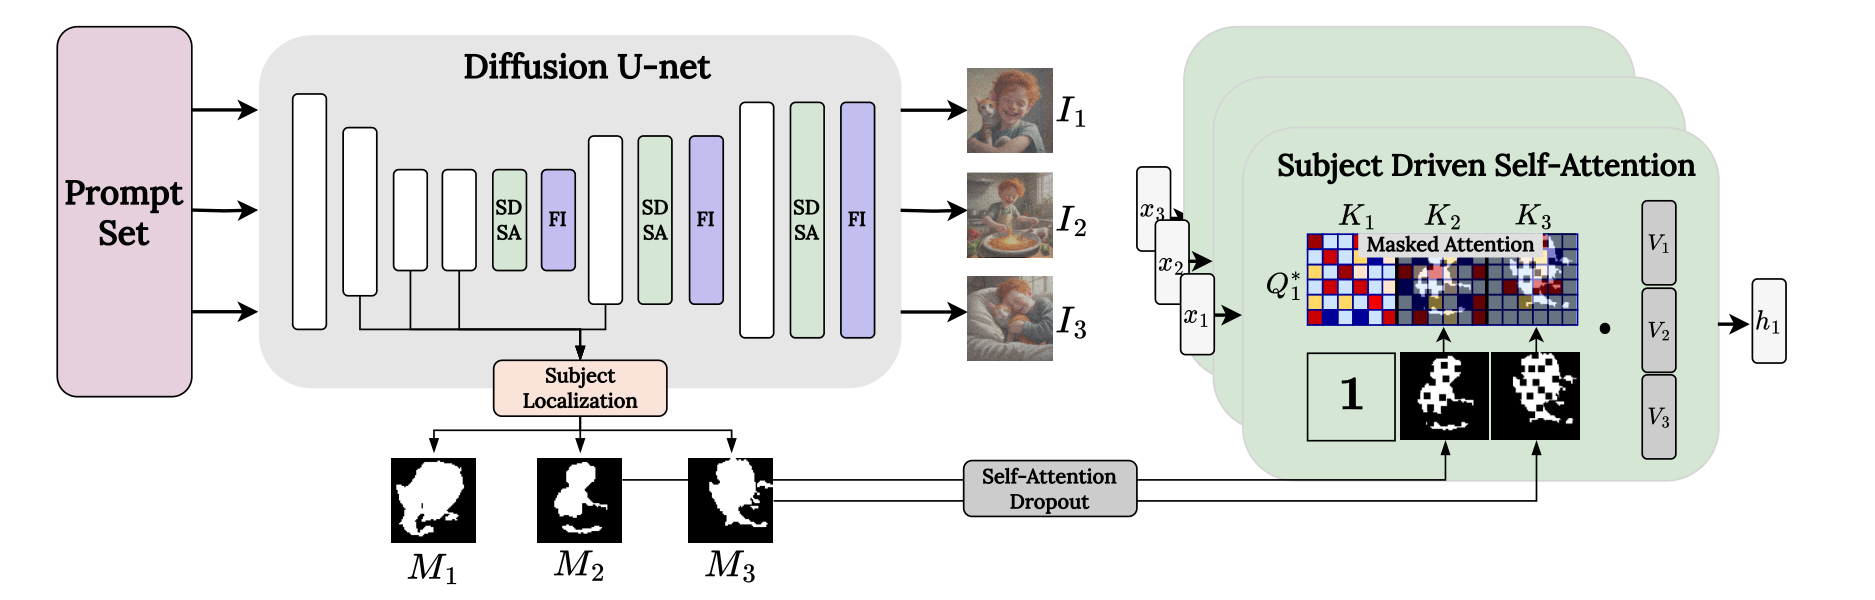 Diffusion U-net
Prompt
Set
SD
SA
FI
SD
SA
FI
SD
SA
FI
I₁
I₂
I₃
Subject
Localization
M₁
M₂
M₃
Self-Attention
Dropout
x₃
x₂
x₁
Subject Driven Self-Attention
K₁ K₂ K₃
Masked Attention
Q₁*
1
V₁
V₂
V₃
h₁